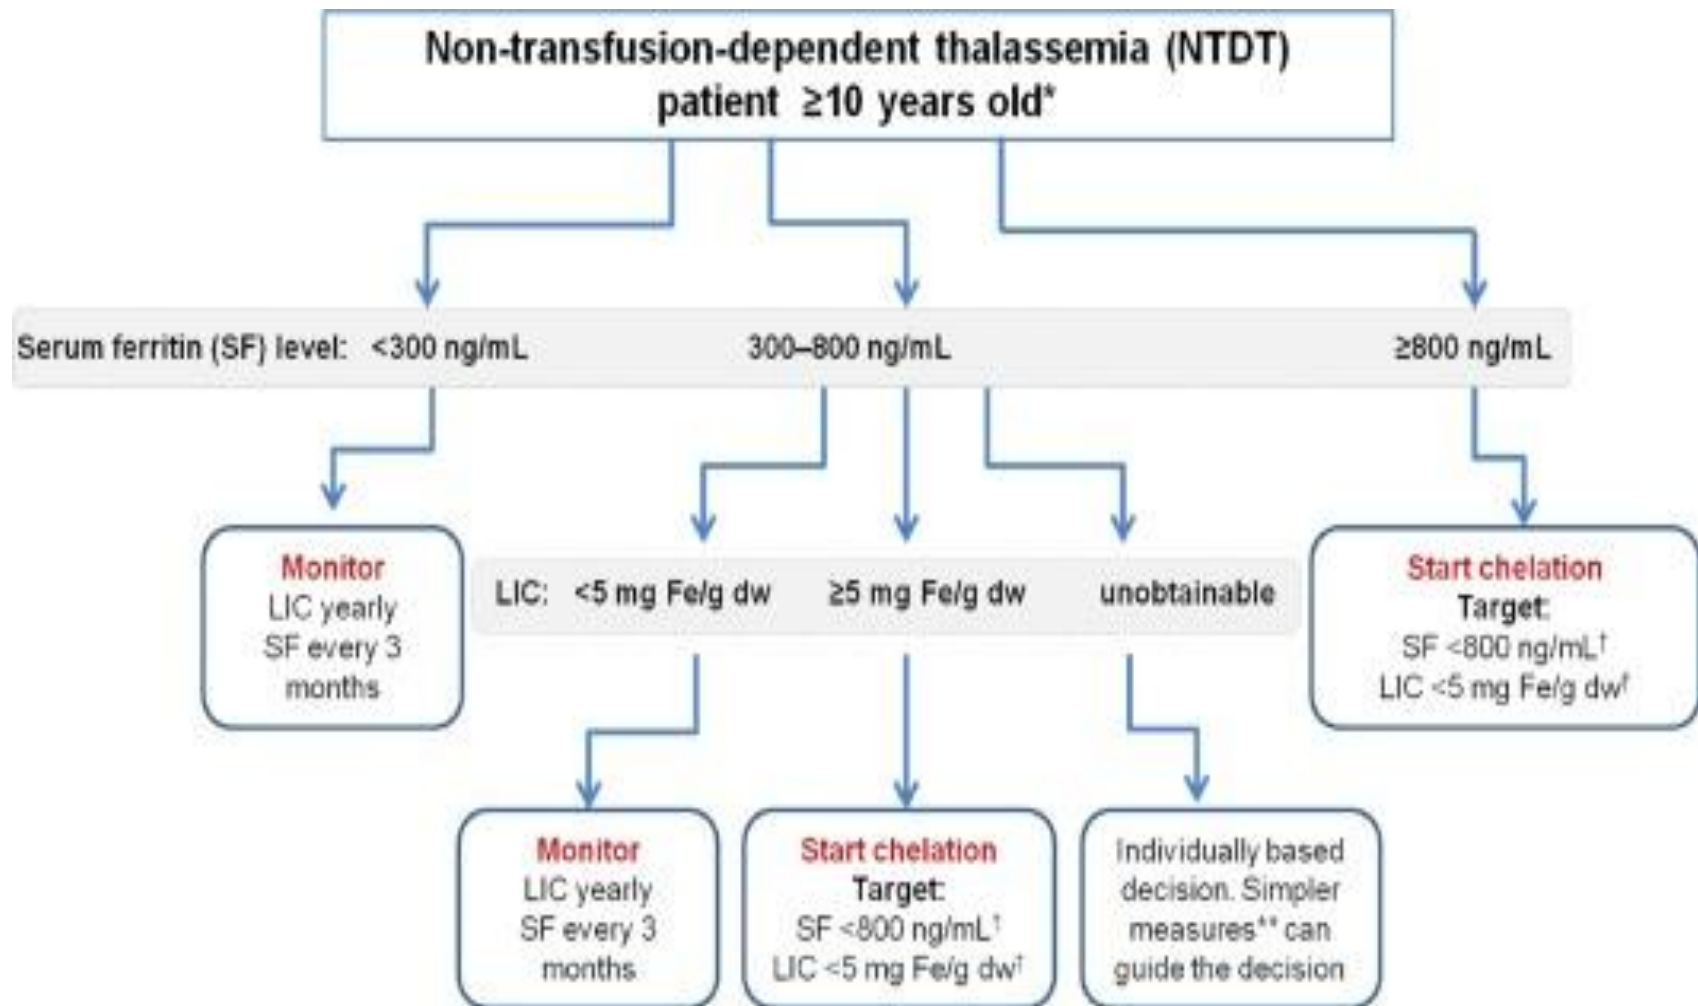 Non-transfusion-dependent thalassemia (NTDT)
patient ≥10 years old*
Serum ferritin (SF) level: <300 ng/mL 300–800 ng/mL ≥800 ng/mL
Monitor
LIC yearly
SF every 3
months
LIC: <5 mg Fe/g dw ≥5 mg Fe/g dw unobtainable
Start chelation
Target:
SF <800 ng/mL†
LIC <5 mg Fe/g dw†
Monitor
LIC yearly
SF every 3
months
Start chelation
Target:
SF <800 ng/mL†
LIC <5 mg Fe/g dw†
Individually based
decision. Simpler
measures** can
guide the decision